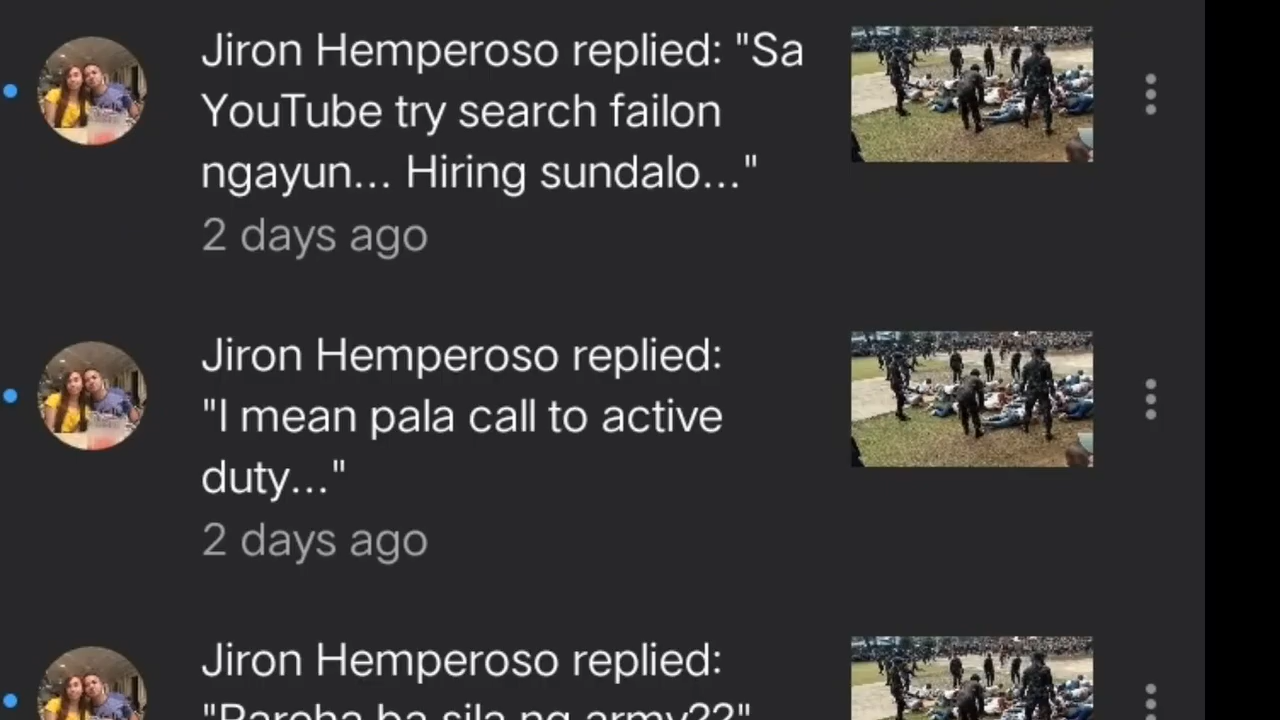 Jiron Hemperoso replied: "Sa
YouTube try search failon
ngayun... Hiring sundalo..."
2 days ago
Jiron Hemperoso replied:
"I mean pala call to active
duty..."
2 days ago
Jiron Hemperoso replied:
"Pareha ba sila ng army??"